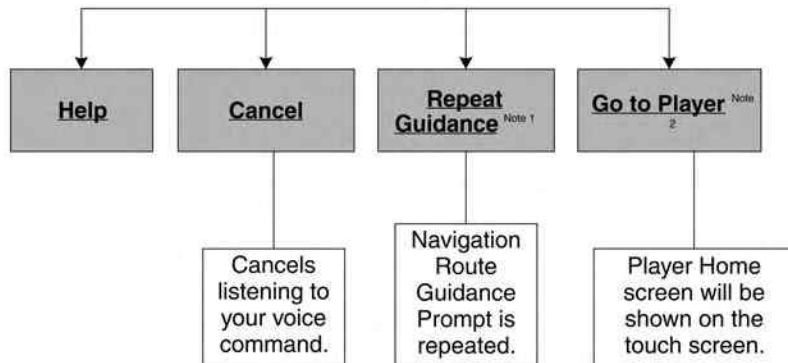 Help
Cancel
Repeat
Guidance Note 1
Go to Player Note
2
Cancels
listening to
your voice
command.
Navigation
Route
Guidance
Prompt is
repeated.
Player Home
screen will be
shown on the
touch screen.